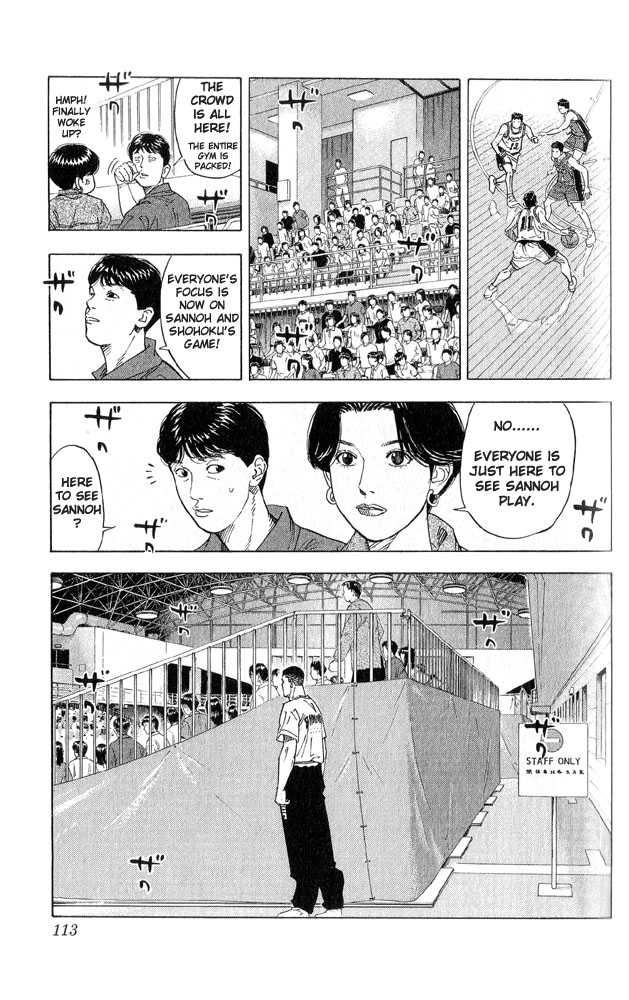 11
THE
CROWD IS
ALL
HERE!
THE ENTIRE
GYM IS
PACKED!
HMPH!
FINALLY
WOKE
UP?
EVERYONE'S
FOCUS IS
NOW ON
SANNOH AND
SHOHOKU'S
GAME!
NO......
EVERYONE IS
JUST HERE TO
SEE SANNOH
PLAY.
HERE
TO SEE
SANNOH
?
STAFF ONLY
113